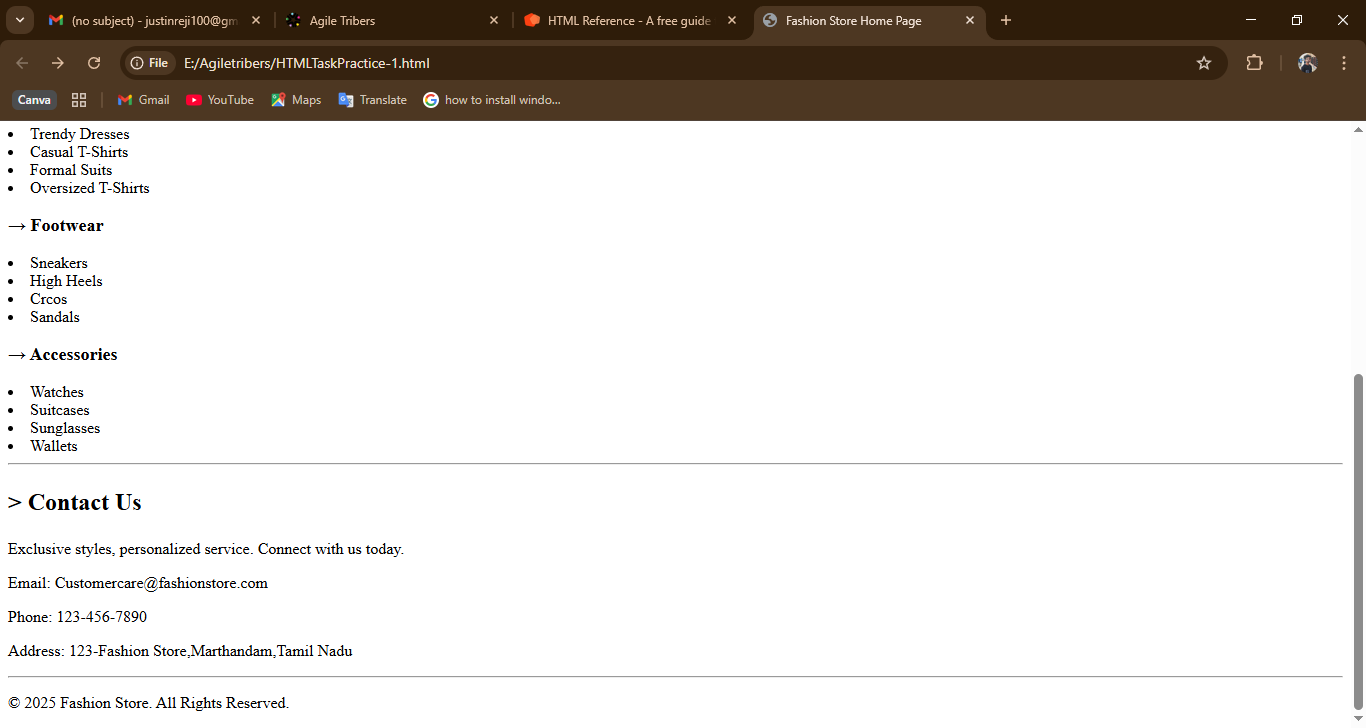 (no subject) - justinreji100@gm
Agile Tribers
HTML Reference - A free guide
Fashion Store Home Page
File
E:/Agiletribers/HTMLTaskPractice-1.html
Canva
Gmail
YouTube
Maps
Translate
how to install windo...
• Trendy Dresses
• Casual T-Shirts
• Formal Suits
• Oversized T-Shirts
→ Footwear
• Sneakers
• High Heels
• Crcos
• Sandals
→ Accessories
• Watches
• Suitcases
• Sunglasses
• Wallets
> Contact Us
Exclusive styles, personalized service. Connect with us today.
Email: Customercare@fashionstore.com
Phone: 123-456-7890
Address: 123-Fashion Store,Marthandam,Tamil Nadu
© 2025 Fashion Store. All Rights Reserved.